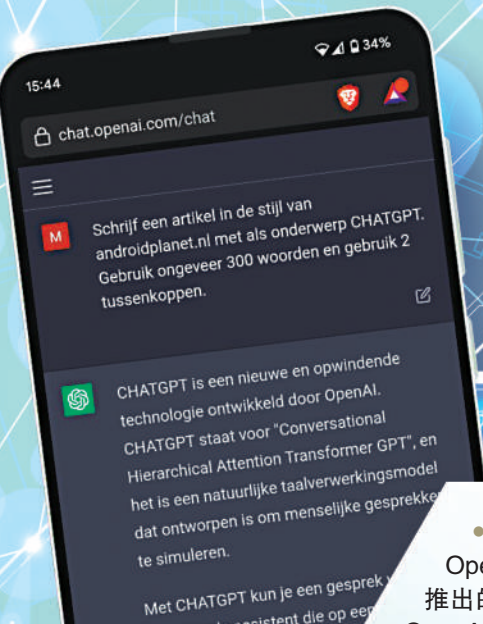 15:44
34%
chat.openai.com/chat
M
Schrijf een artikel in de stijl van
androidplanet.nl met als onderwerp CHATGPT.
Gebruik ongeveer 300 woorden en gebruik 2
tussenkoppen.
CHATGPT is een nieuwe en opwindende
technologie ontwikkeld door OpenAI.
CHATGPT staat voor "Conversational
Hierarchical Attention Transformer GPT", en
het is een natuurlijke taalverwerkingsmodel
dat ontworpen is om menselijke gesprekken
te simuleren.
Met CHATGPT kun je een gesprek
die op een
推出的